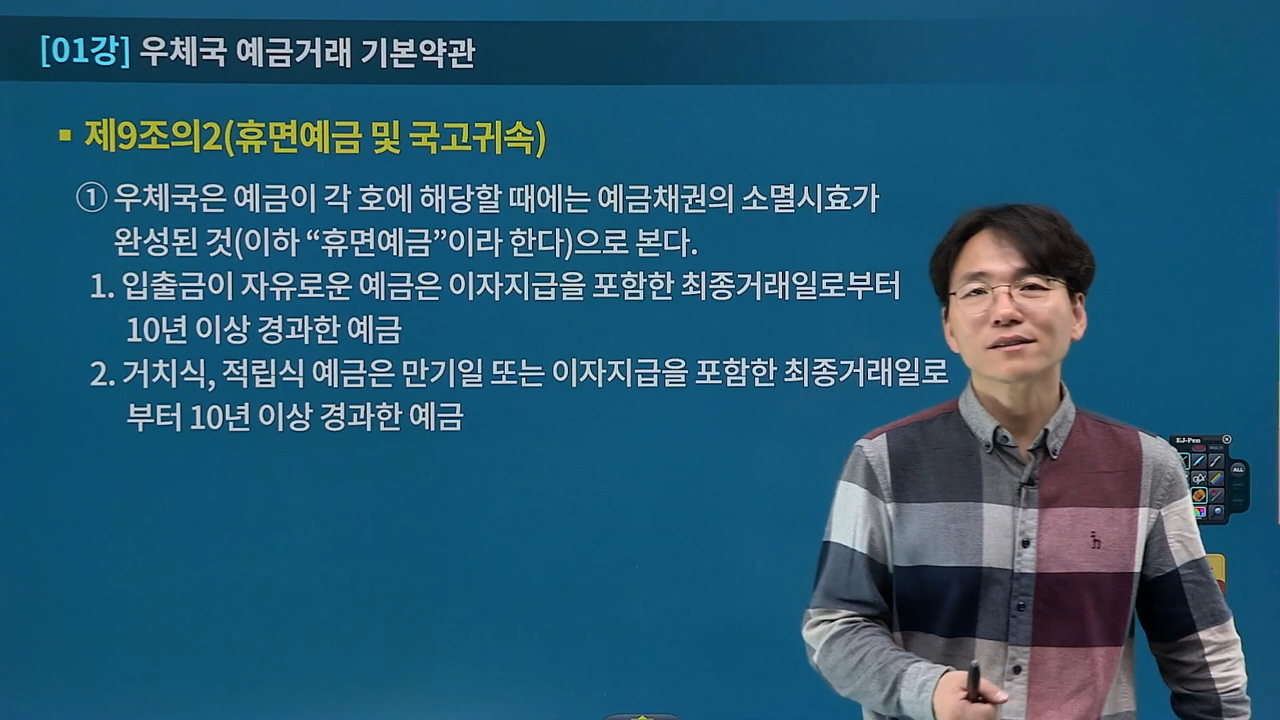 [01강] 우체국 예금거래 기본약관
▪ 제9조의2(휴면예금 및 국고귀속)
① 우체국은 예금이 각 호에 해당할 때에는 예금채권의 소멸시효가
완성된 것(이하 “휴면예금”이라 한다)으로 본다.
1. 입출금이 자유로운 예금은 이자지급을 포함한 최종거래일로부터
10년 이상 경과한 예금
2. 거치식, 적립식 예금은 만기일 또는 이자지급을 포함한 최종거래일로
부터 10년 이상 경과한 예금
EJ-Pen
ALL